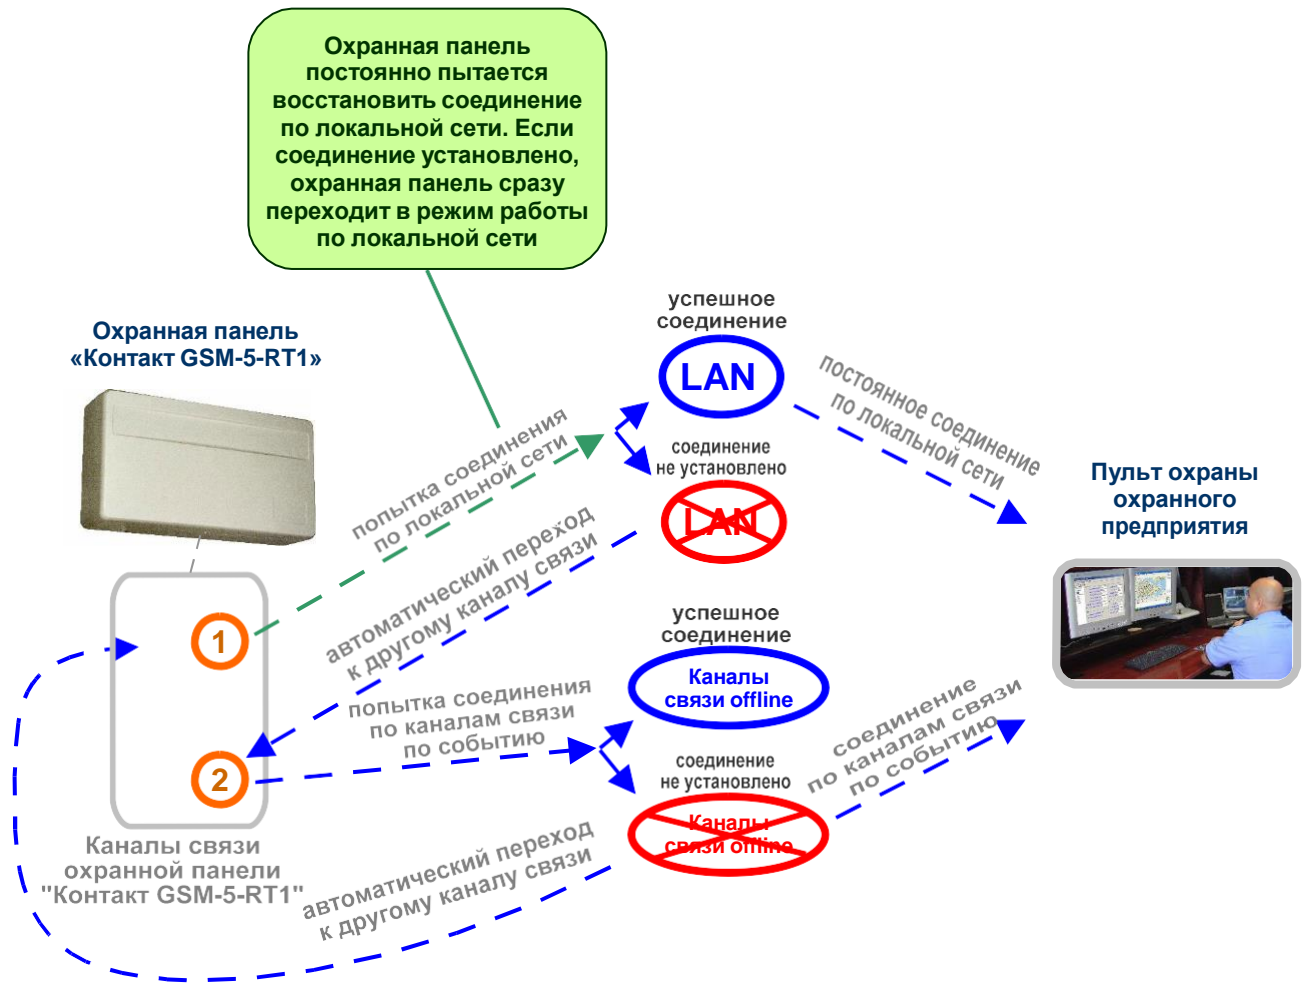 Охранная панель
постоянно пытается
восстановить соединение
по локальной сети. Если
соединение установлено,
охранная панель сразу
переходит в режим работы
по локальной сети
Охранная панель
«Контакт GSM-5-RT1»
успешное
соединение
LAN
постоянное соединение
по локальной сети
попытка соединения
по локальной сети
соединение
не установлено
LAN
Пульт охраны
охранного
предприятия
автоматический переход
к другому каналу связи
1
успешное
соединение
Каналы
связи offline
попытка соединения
по каналам связи
по событию
соединение
по каналам связи
по событию
2
соединение
не установлено
Каналы
связи offline
Каналы связи
охранной панели
"Контакт GSM-5-RT1"
автоматический переход
к другому каналу связи